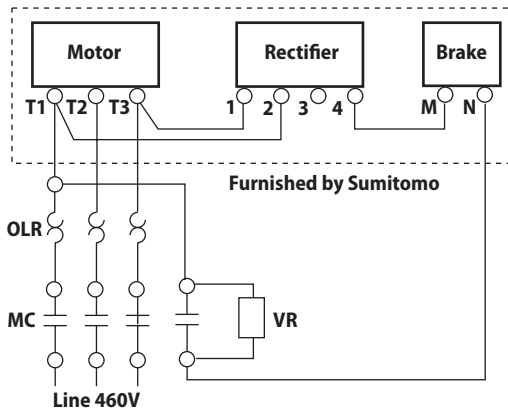 Motor Rectifier Brake
T1 T2 T3 1 2 3 4 M N
Furnished by Sumitomo
OLR
MC VR
Line 460V